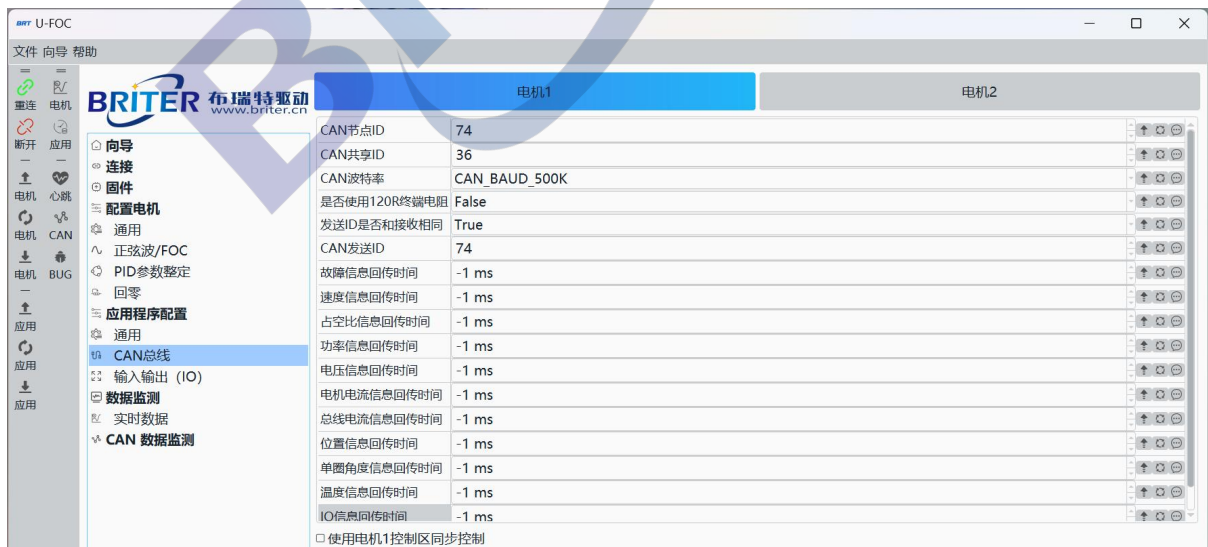 BRT U-FOC
文件 向导 帮助
重连 电机
断开 应用
电机 心跳
电机 CAN
电机 BUG
应用
应用
应用
BRITER 布瑞特驱动
www.briter.cn
向导
连接
固件
配置电机
通用
正弦波/FOC
PID参数整定
回零
应用程序配置
通用
CAN总线
输入输出（IO）
数据监测
实时数据
CAN 数据监测
电机1 电机2
CAN节点ID 74
CAN共享ID 36
CAN波特率 CAN_BAUD_500K
是否使用120R终端电阻 False
发送ID是否和接收相同 True
CAN发送ID 74
故障信息回传时间 -1 ms
速度信息回传时间 -1 ms
占空比信息回传时间 -1 ms
功率信息回传时间 -1 ms
电压信息回传时间 -1 ms
电机电流信息回传时间 -1 ms
总线电流信息回传时间 -1 ms
位置信息回传时间 -1 ms
单圈角度信息回传时间 -1 ms
温度信息回传时间 -1 ms
IO信息回传时间 -1 ms
使用电机1控制区同步控制